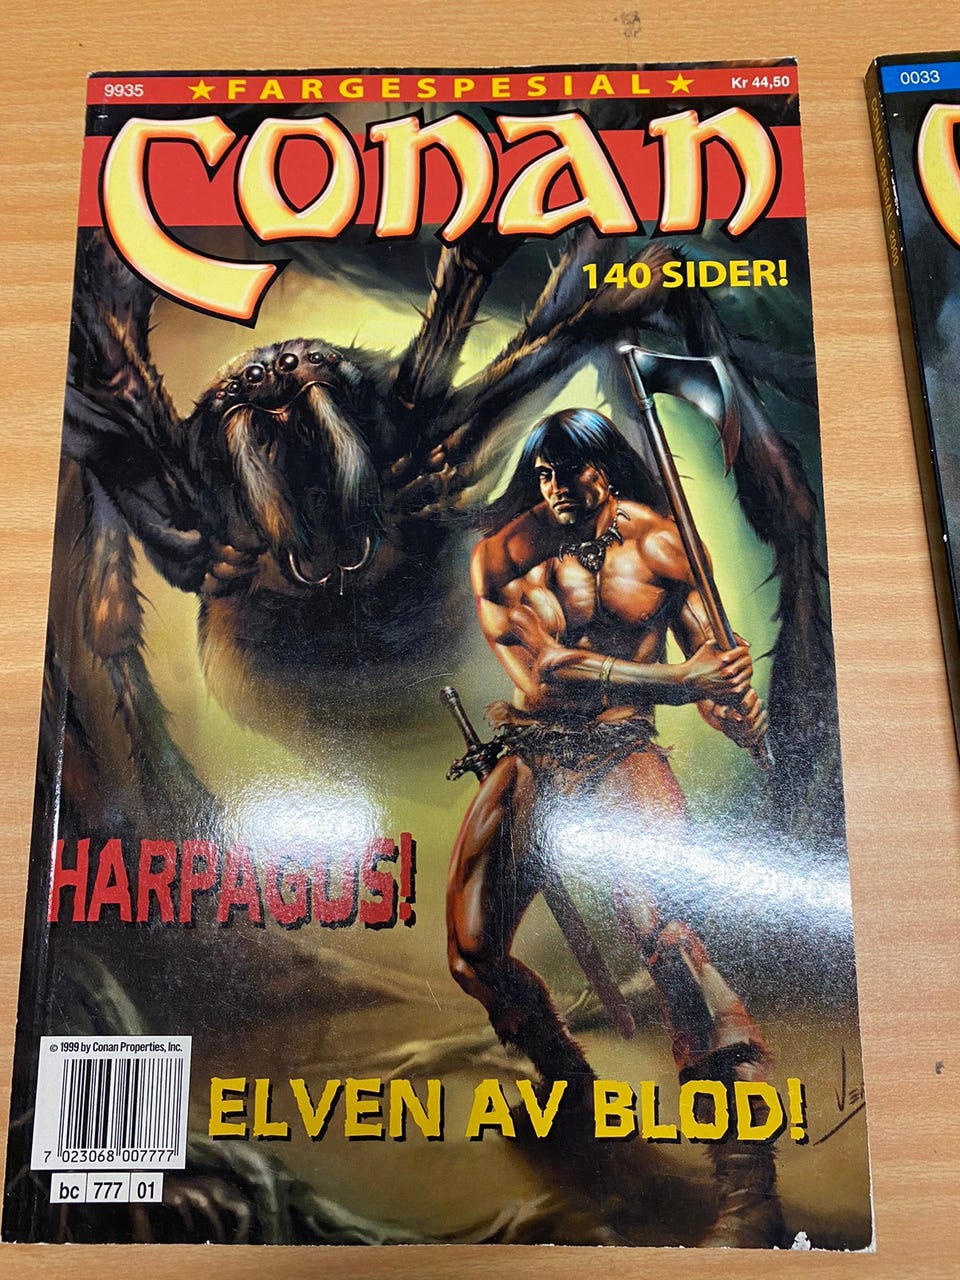 9935
★FARGESPESIAL★
Kr 44,50
Conan
140 SIDER!
HARPAGUS!
© 1999 by Conan Properties, Inc.
7 023068 007777
bc 777 01
ELVEN AV BLOD!
0033